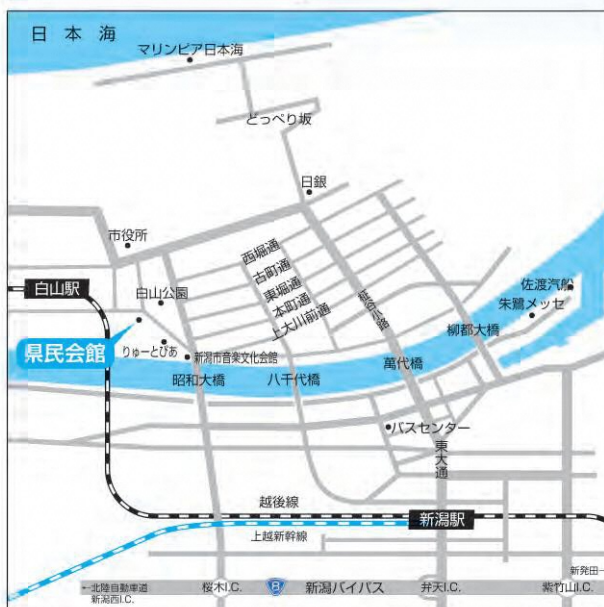 日本海
マリンピア日本海
どっぺり坂
日銀
市役所
西堀通
古町通
東堀通
本町通
上大川前通
柾谷小路
白山駅
白山公園
県民会館
りゅーとぴあ
新潟市音楽文化会館
昭和大橋
八千代橋
萬代橋
柳都大橋
佐渡汽船
朱鷺メッセ
バスセンター
東大通
越後線
新潟駅
上越新幹線
新発田→
←北陸自動車道
新潟西I.C.
桜木I.C.
8
新潟バイパス
弁天I.C.
紫竹山I.C.